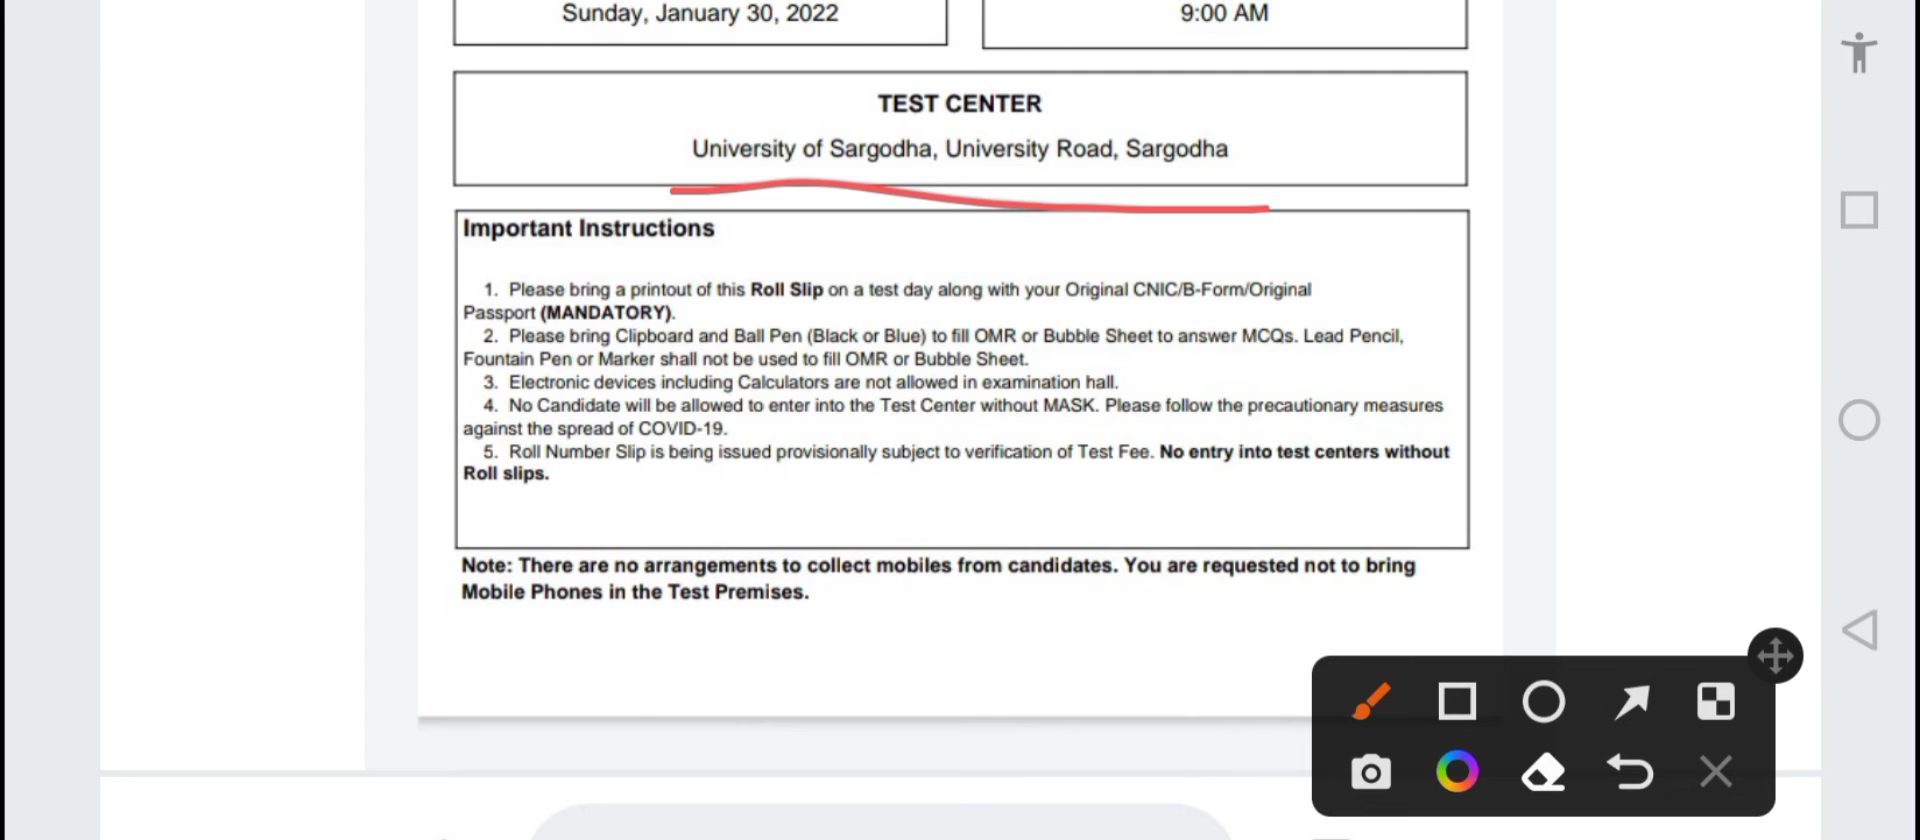 Sunday, January 30, 2022
9:00 AM
TEST CENTER
University of Sargodha, University Road, Sargodha
Important Instructions
1. Please bring a printout of this Roll Slip on a test day along with your Original CNIC/B-Form/Original
Passport (MANDATORY).
2. Please bring Clipboard and Ball Pen (Black or Blue) to fill OMR or Bubble Sheet to answer MCQs. Lead Pencil,
Fountain Pen or Marker shall not be used to fill OMR or Bubble Sheet.
3. Electronic devices including Calculators are not allowed in examination hall.
4. No Candidate will be allowed to enter into the Test Center without MASK. Please follow the precautionary measures
against the spread of COVID-19.
5. Roll Number Slip is being issued provisionally subject to verification of Test Fee. No entry into test centers without
Roll slips.
Note: There are no arrangements to collect mobiles from candidates. You are requested not to bring
Mobile Phones in the Test Premises.